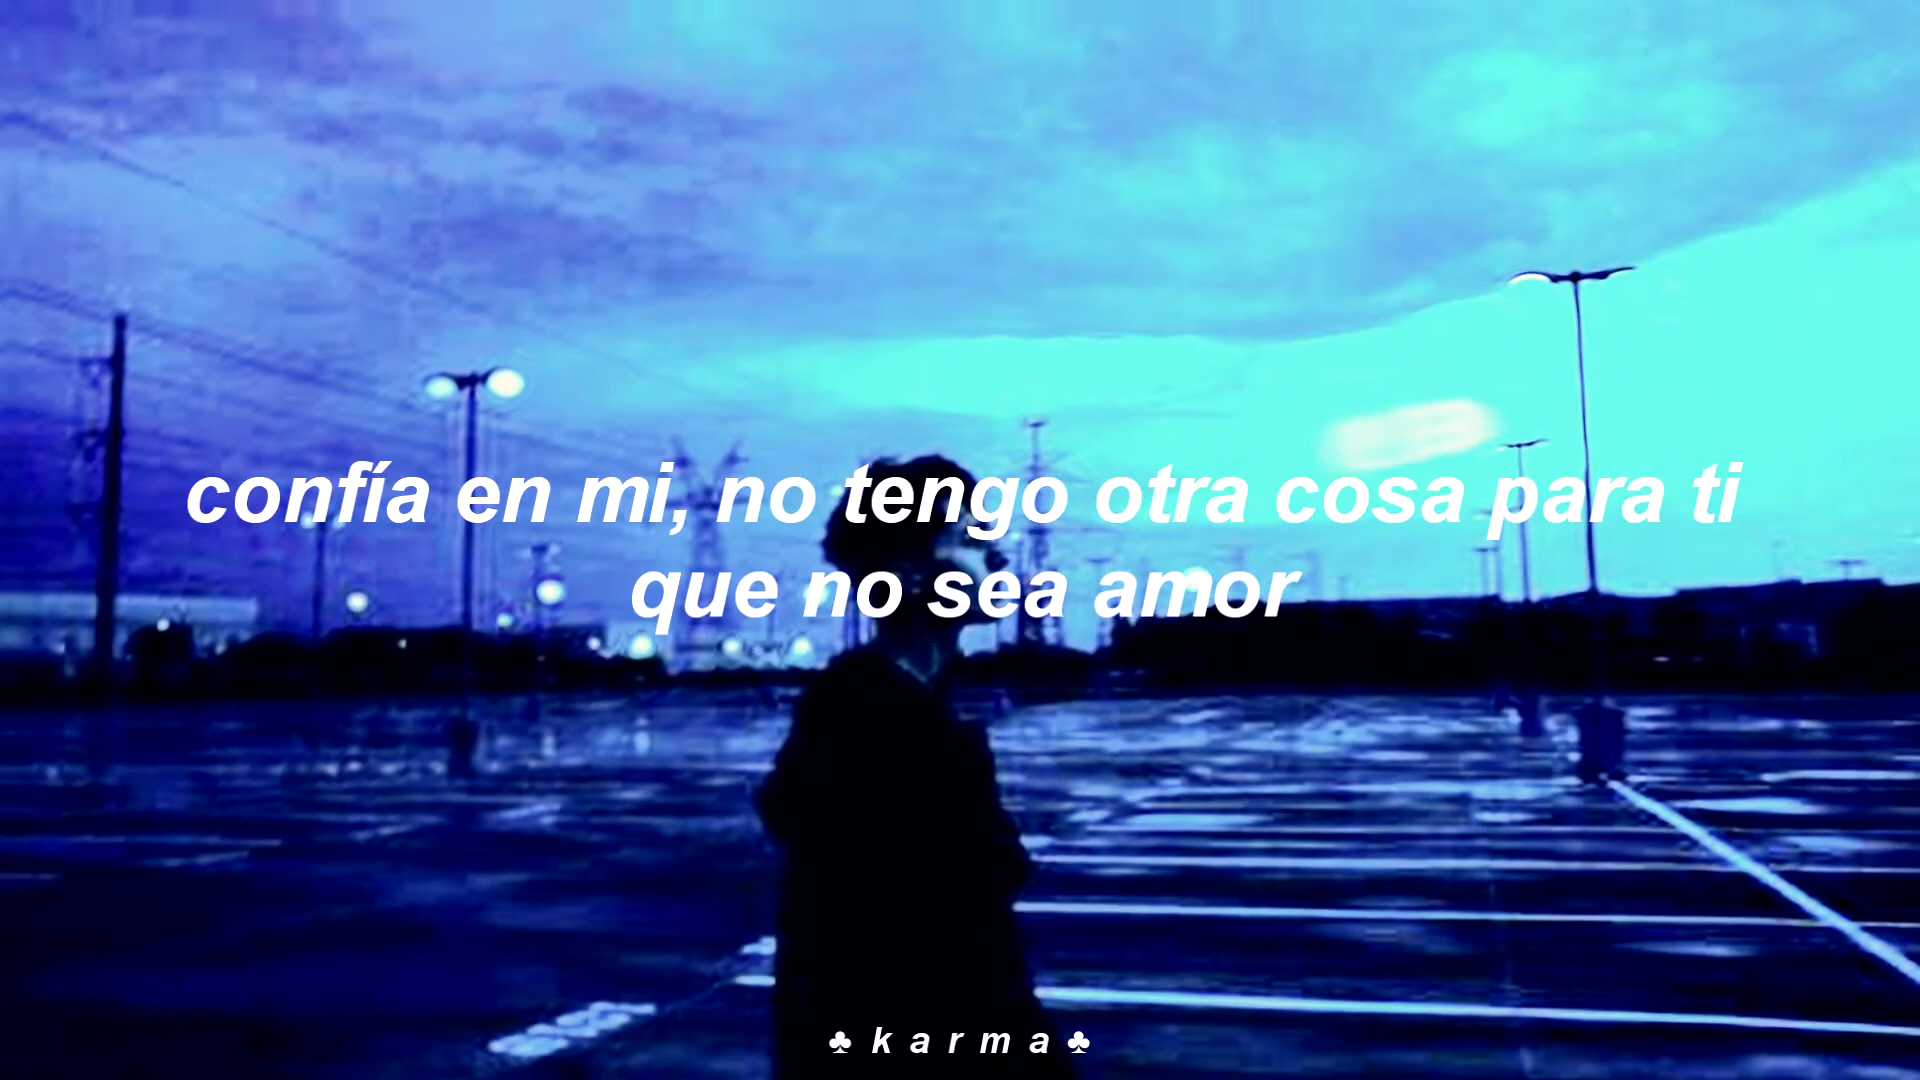 confía en mi, no tengo otra cosa para ti
que no sea amor
♣ k a r m a ♣